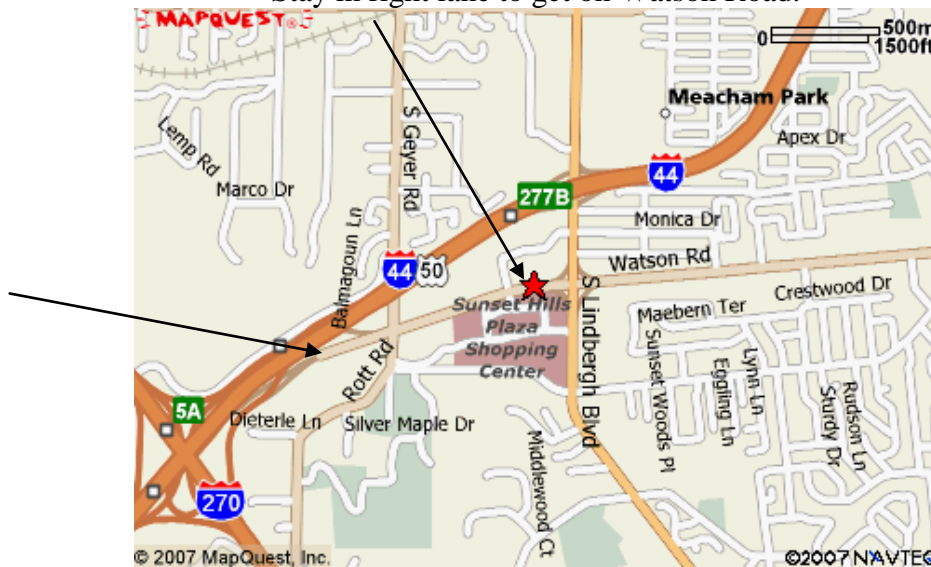 Stay in right lane to get on Watson Road.
MAPQUEST®
0
500m
1500ft
Meacham Park
S Geyer Rd
Lemp Rd
Marco Dr
Apex Dr
44
277B
Monica Dr
Balmagoun Ln
44
50
Watson Rd
Crestwood Dr
Sunset Hills
Plaza
Shopping
Center
S Lindbergh Blvd
Maebern Ter
Sunset Woods Pl
Eggling Ln
Lynn Ln
Sturdy Dr
Rudson Ln
Rott Rd
5A
Dieterle Ln
Silver Maple Dr
Middlewood Ct
270
© 2007 MapQuest, Inc.
©2007 NAVTEQ